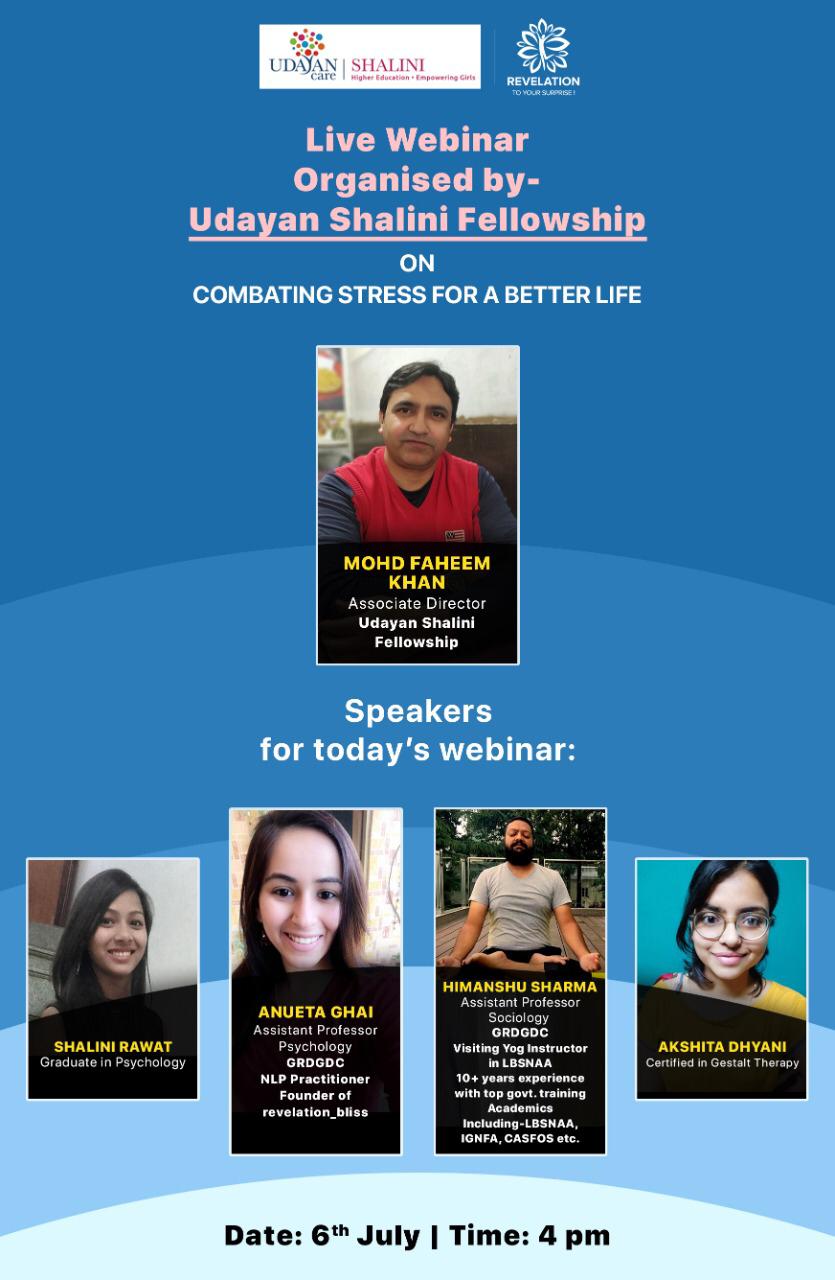 UDAYAN care | SHALINI
Higher Education • Empowering Girls
REVELATION
TO YOUR SURPRISE!
Live Webinar
Organised by-
Udayan Shalini Fellowship
ON
COMBATING STRESS FOR A BETTER LIFE
MOHD FAHEEM
KHAN
Associate Director
Udayan Shalini
Fellowship
Speakers
for today's webinar:
SHALINI RAWAT
Graduate in Psychology
ANUETA GHAI
Assistant Professor
Psychology
GRDGDC
NLP Practitioner
Founder of
revelation_bliss
HIMANSHU SHARMA
Assistant Professor
Sociology
GRDGDC
Visiting Yog Instructor
in LBSNAA
10+ years experience
with top govt. training
Academics
Including-LBSNAA,
IGNFA, CASFOS etc.
AKSHITA DHYANI
Certified in Gestalt Therapy
Date: 6th July | Time: 4 pm